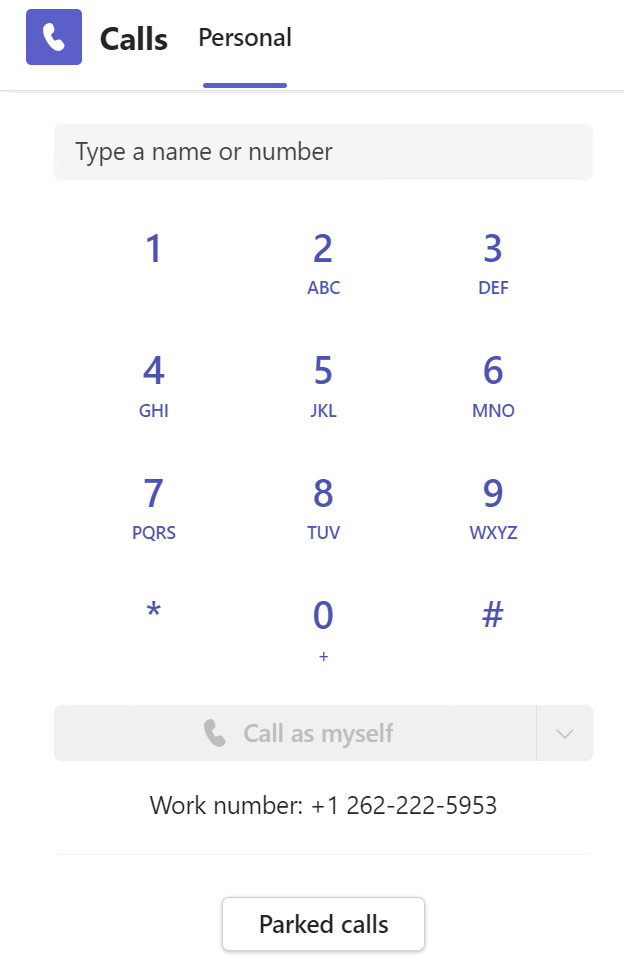 Calls Personal
Type a name or number
1 2 3
ABC DEF
4 5 6
GHI JKL MNO
7 8 9
PQRS TUV WXYZ
* 0 #
+
Call as myself
Work number: +1 262-222-5953
Parked calls